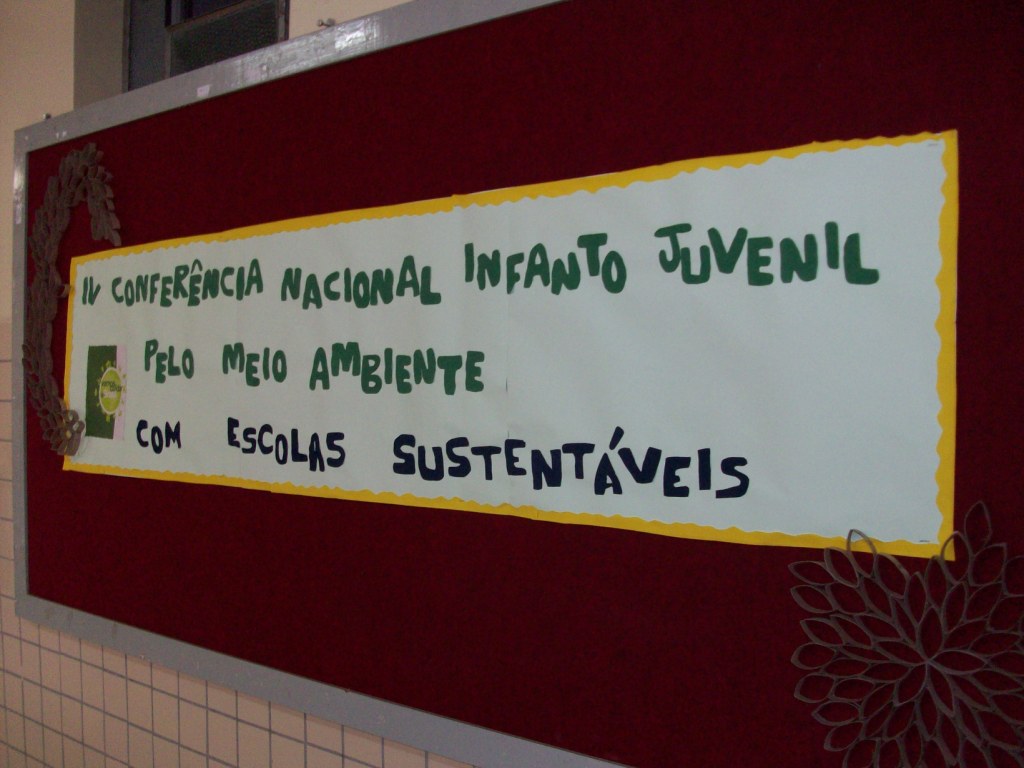 IV CONFERÊNCIA NACIONAL INFANTO JUVENIL
PELO MEIO AMBIENTE
COM ESCOLAS SUSTENTÁVEIS